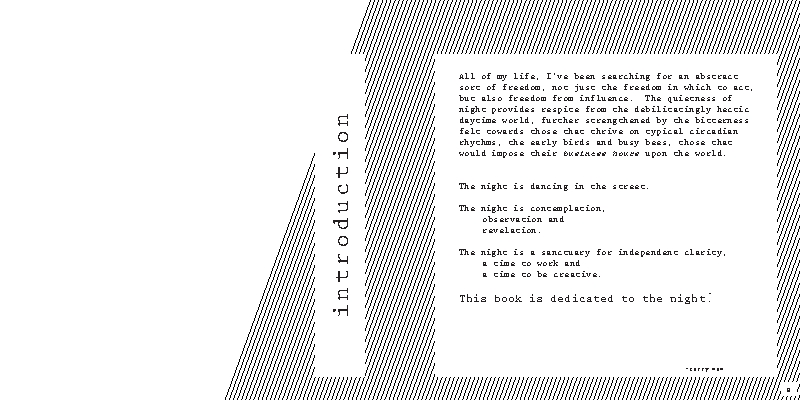 introduction
All of my life, I've been searching for an abstract
sort of freedom, not just the freedom in which to act,
but also freedom from influence.  The quietness of
night provides respite from the debilitatingly hectic
daytime world, further strengthened by the bitterness
felt towards those that thrive on typical circadian
rhythms, the early birds and busy bees, those that
would impose their business hours upon the world.
The night is dancing in the street.
The night is contemplation,
observation and
revelation.
The night is a sanctuary for independent clarity,
a time to work and
a time to be creative.
This book is dedicated to the night.